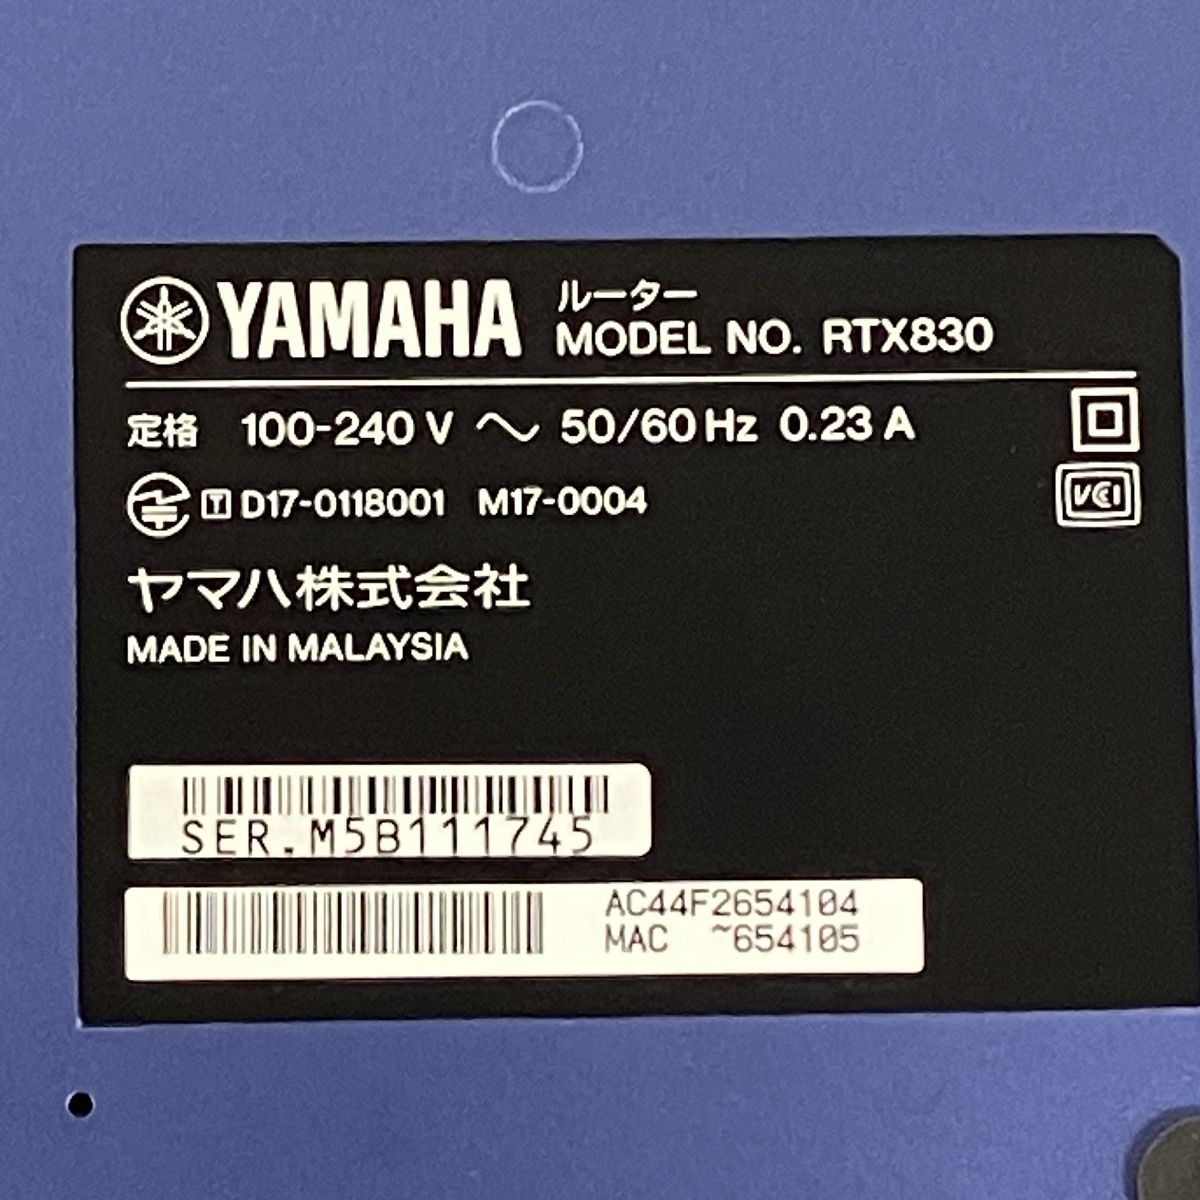 YAMAHA ルーター
MODEL NO. RTX830
定格 100-240 V ～ 50/60 Hz 0.23 A
T D17-0118001 M17-0004
VCI
ヤマハ株式会社
MADE IN MALAYSIA
SER.M5B111745
AC44F2654104
MAC ~654105